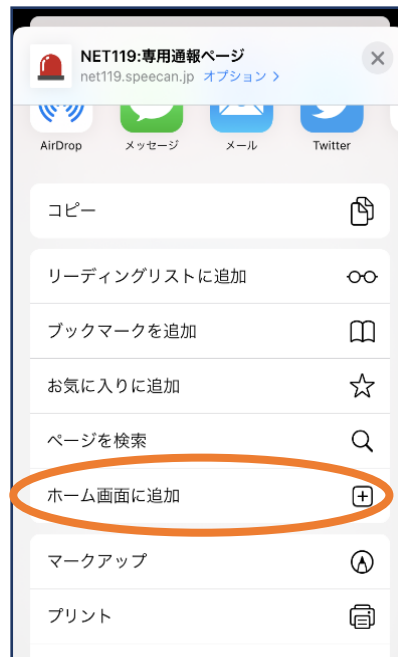 NET119:専用通報ページ
net119.speecan.jp オプション >
AirDrop メッセージ メール Twitter
コピー
リーディングリストに追加
ブックマークを追加
お気に入りに追加
ページを検索
ホーム画面に追加
マークアップ
プリント